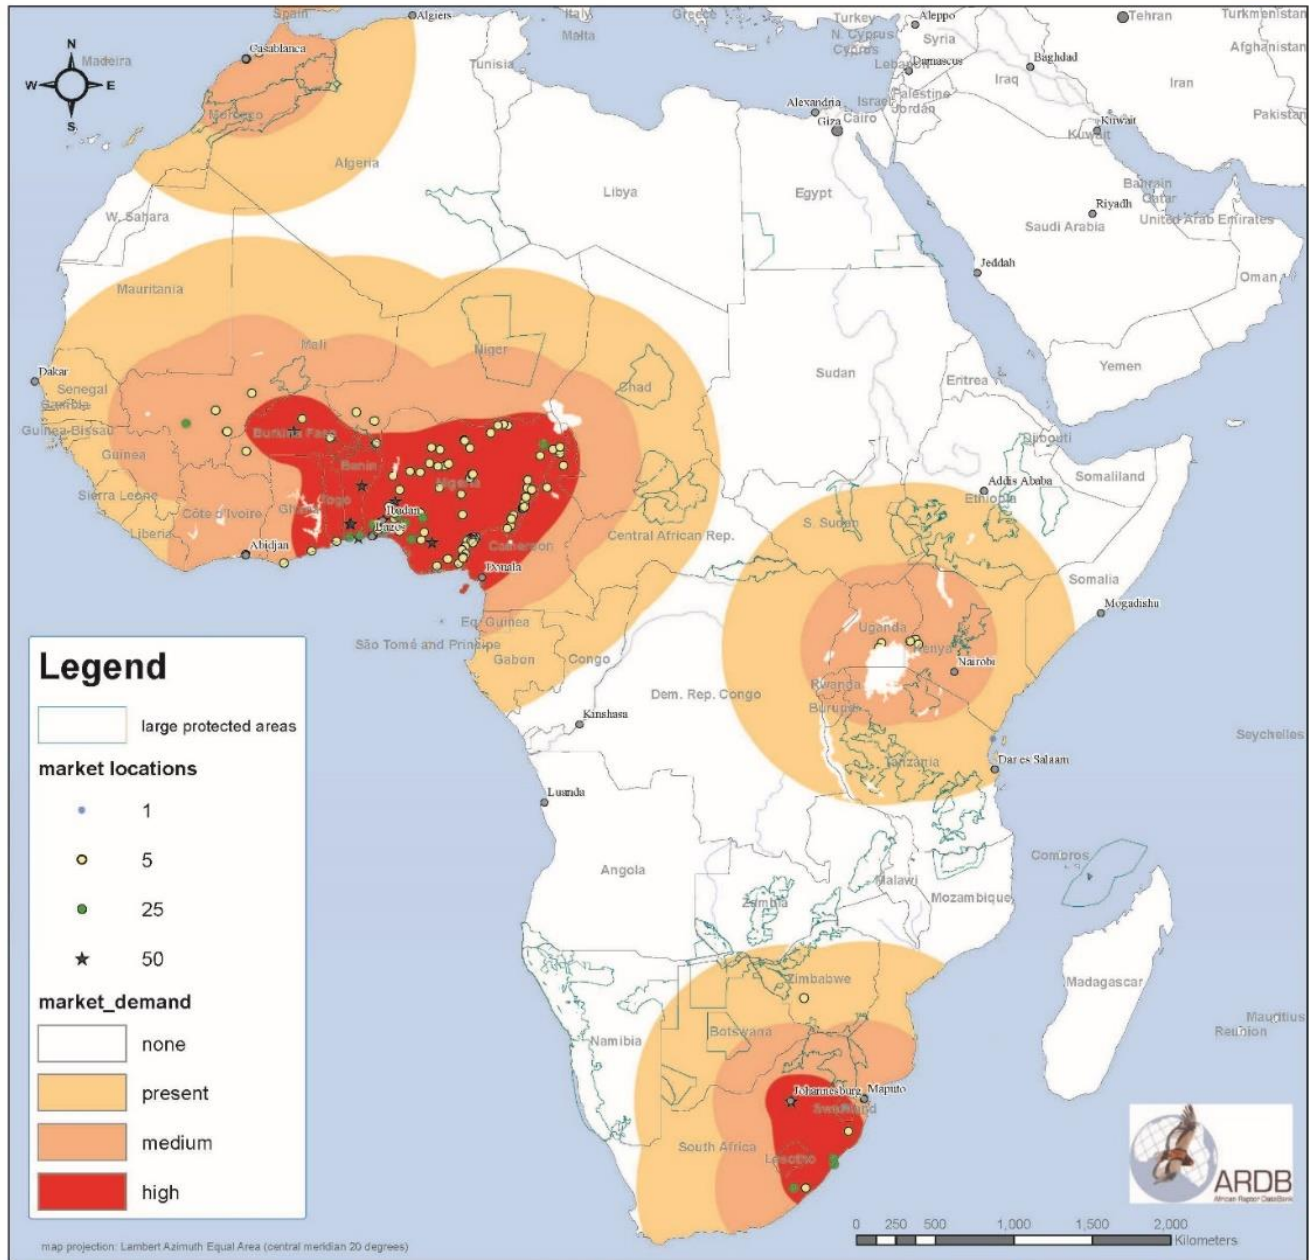 Spain
Algiers
Italy
Greece
Turkey
Aleppo
Tehran
Turkmenistan
Malta
N. Cyprus
Cyprus
Syria
Afghanistan
N
W
E
S
Madeira
Casablanca
Tunisia
Lebanon
Damascus
Baghdad
Iraq
Iran
Palestine
Israel
Jordan
Alexandria
Giza
Cairo
Kuwait
Kuwait
Pakistan
Morocco
Algeria
Libya
Egypt
Bahrain
Qatar
Riyadh
Saudi Arabia
United Arab Emirates
W. Sahara
Jeddah
Oman
Mauritania
Mali
Niger
Chad
Sudan
Eritrea
Yemen
Dakar
Senegal
Gambia
Guinea-Bissau
Guinea
Burkina Faso
Benin
Nigeria
Djibouti
Somaliland
Sierra Leone
Côte d'Ivoire
Ghana
Togo
Ibadan
Lagos
Addis Ababa
Ethiopia
Liberia
Abidjan
Cameroon
Central African Rep.
S. Sudan
Douala
Somalia
Mogadishu
Eq. Guinea
São Tomé and Principe
Gabon
Congo
Uganda
Kenya
Nairobi
Dem. Rep. Congo
Rwanda
Burundi
Kinshasa
Seychelles
Tanzania
Dar es Salaam
Luanda
Angola
Zambia
Malawi
Comoros
Mozambique
Zimbabwe
Madagascar
Mauritius
Reunion
Namibia
Botswana
Johannesburg
Maputo
Swaziland
South Africa
Lesotho
Legend
large protected areas
market locations
1
5
25
50
market_demand
none
present
medium
high
map projection: Lambert Azimuth Equal Area (central meridian 20 degrees)
ARDB
African Raptor DataBank
0 250 500 1,000 1,500 2,000
Kilometers